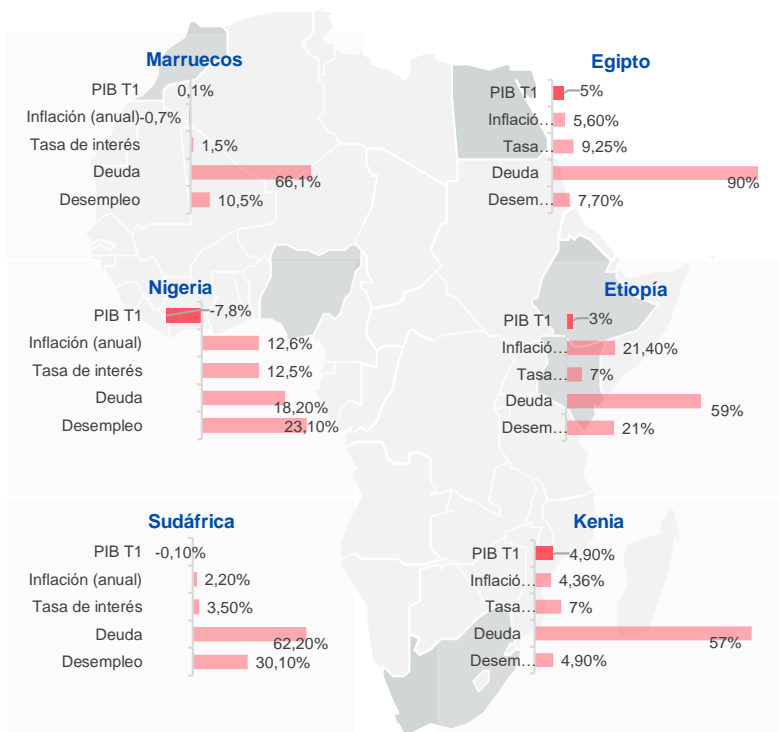 Marruecos
PIB T1 0,1%
Inflación (anual) -0,7%
Tasa de interés 1,5%
Deuda 66,1%
Desempleo 10,5%
Egipto
PIB T1 5%
Inflació… 5,60%
Tasa… 9,25%
Deuda 90%
Desem… 7,70%
Nigeria
PIB T1 -7,8%
Inflación (anual) 12,6%
Tasa de interés 12,5%
Deuda 18,20%
Desempleo 23,10%
Etiopía
PIB T1 3%
Inflació… 21,40%
Tasa… 7%
Deuda 59%
Desem… 21%
Sudáfrica
PIB T1 -0,10%
Inflación (anual) 2,20%
Tasa de interés 3,50%
Deuda 62,20%
Desempleo 30,10%
Kenia
PIB T1 4,90%
Inflació… 4,36%
Tasa… 7%
Deuda 57%
Desem… 4,90%